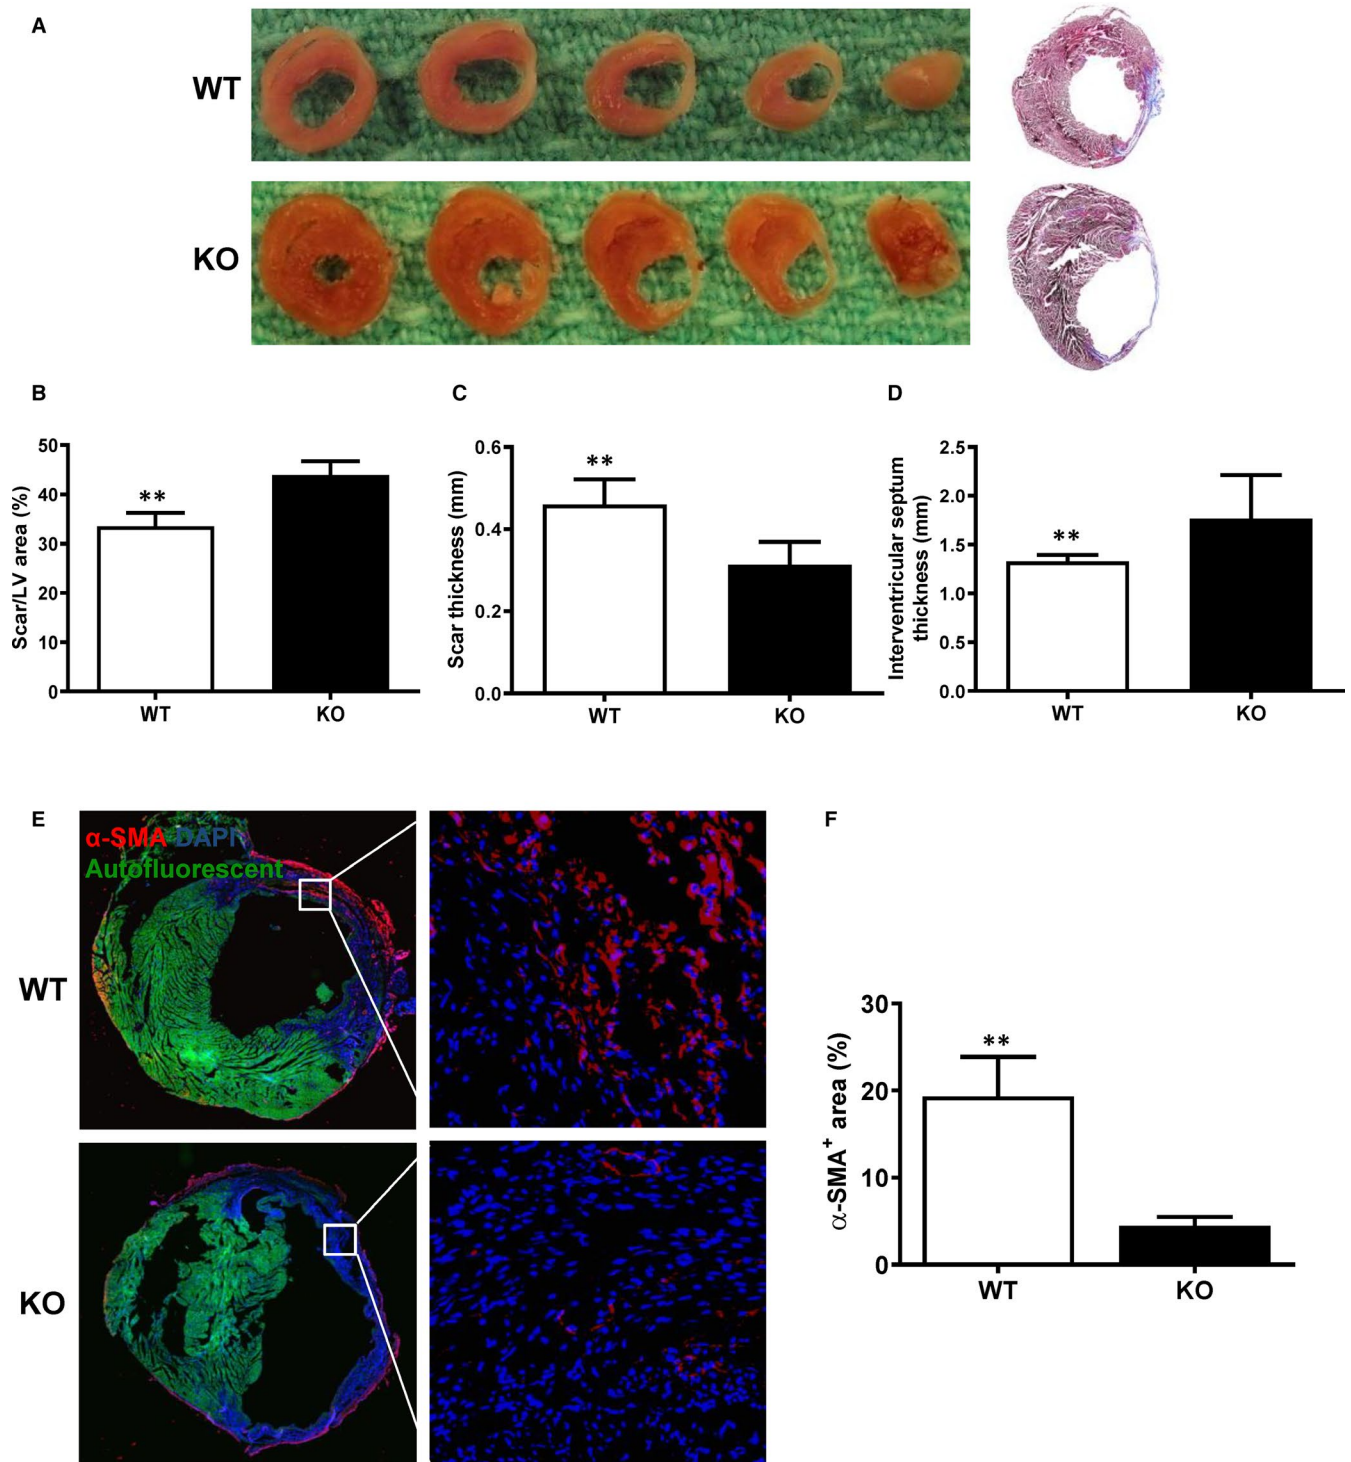 A
WT
KO
B
C
D
Scar/LV area (%)
50
40
30
20
10
0
**
WT
KO
Scar thickness (mm)
0.6
0.4
0.2
0.0
**
WT
KO
Interventricular septum
thickness (mm)
2.5
2.0
1.5
1.0
0.5
0.0
**
WT
KO
E
α-SMA DAPI
Autofluorescent
WT
KO
F
α-SMA⁺ area (%)
30
20
10
0
**
WT
KO